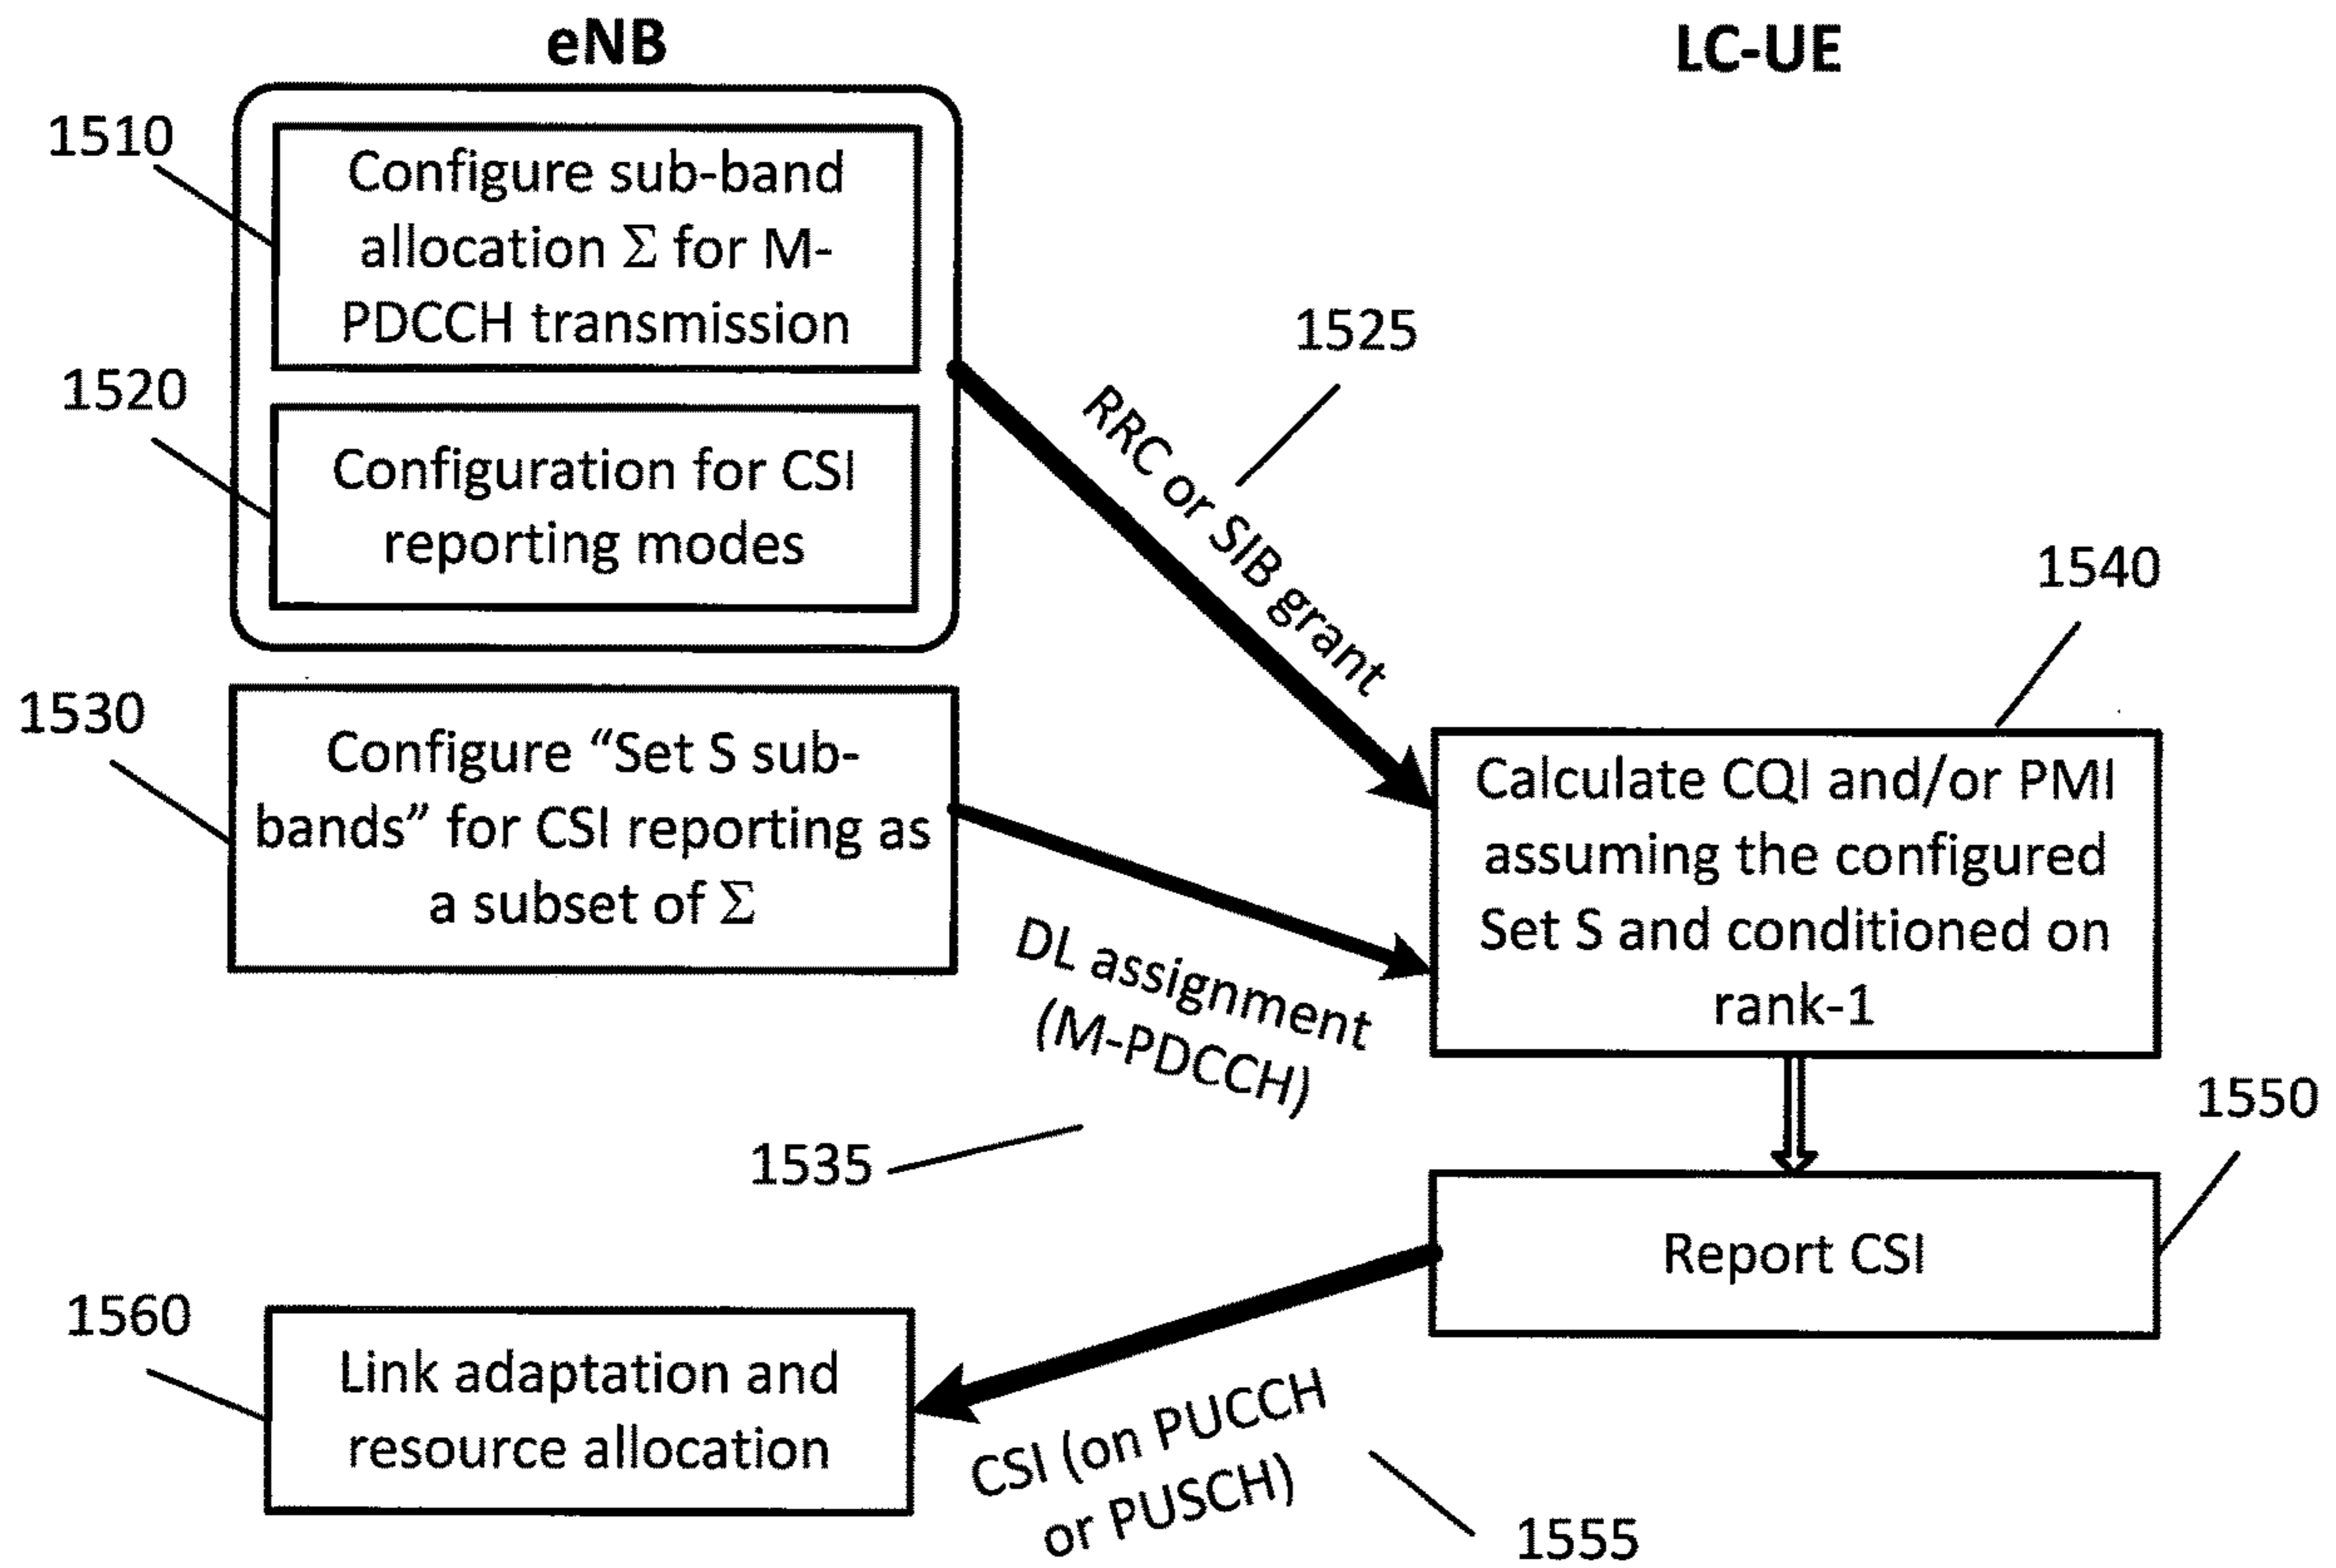 eNB
LC-UE
1510
Configure sub-band
allocation Σ for M-
PDCCH transmission
1520
Configuration for CSI
reporting modes
1525
RRC or SIB grant
1530
Configure “Set S sub-
bands” for CSI reporting as
a subset of Σ
DL assignment
(M-PDCCH)
1535
1540
Calculate CQI and/or PMI
assuming the configured
Set S and conditioned on
rank-1
1550
Report CSI
CSI (on PUCCH
or PUSCH)
1555
1560
Link adaptation and
resource allocation